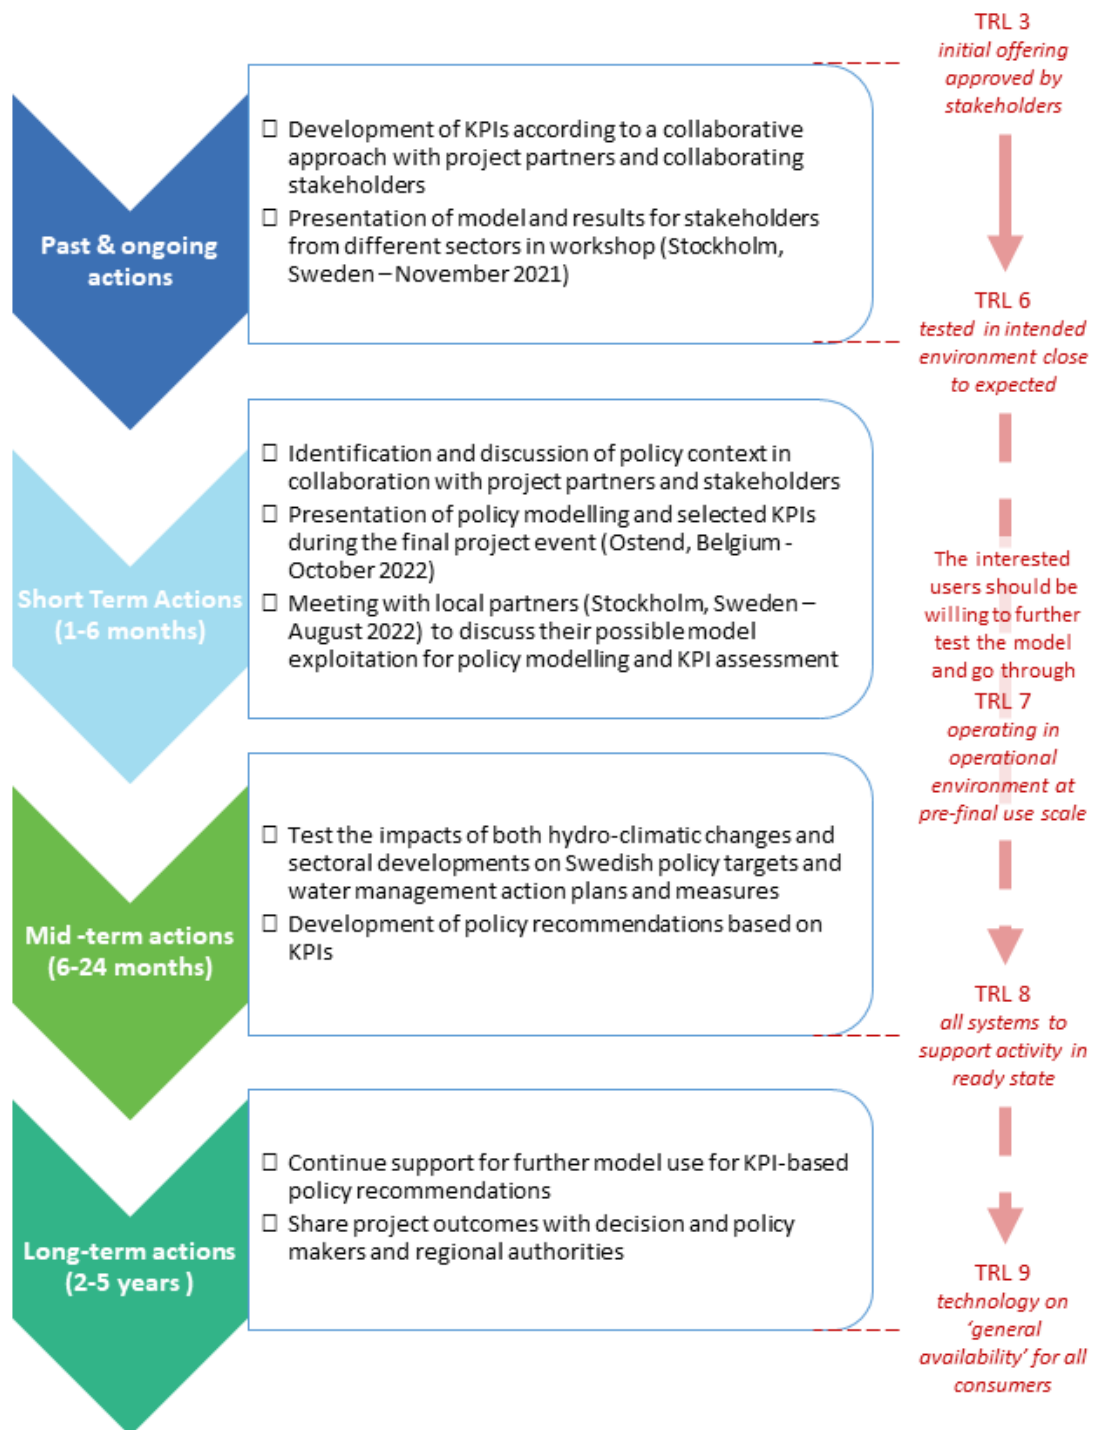 Past & ongoing
actions
☐ Development of KPIs according to a collaborative
approach with project partners and collaborating
stakeholders
☐ Presentation of model and results for stakeholders
from different sectors in workshop (Stockholm,
Sweden – November 2021)
Short Term Actions
(1-6 months)
☐ Identification and discussion of policy context in
collaboration with project partners and stakeholders
☐ Presentation of policy modelling and selected KPIs
during the final project event (Ostend, Belgium -
October 2022)
☐ Meeting with local partners (Stockholm, Sweden –
August 2022) to discuss their possible model
exploitation for policy modelling and KPI assessment
Mid -term actions
(6-24 months)
☐ Test the impacts of both hydro-climatic changes and
sectoral developments on Swedish policy targets and
water management action plans and measures
☐ Development of policy recommendations based on
KPIs
Long-term actions
(2-5 years )
☐ Continue support for further model use for KPI-based
policy recommendations
☐ Share project outcomes with decision and policy
makers and regional authorities
TRL 3
initial offering
approved by
stakeholders
TRL 6
tested in intended
environment close
to expected
The interested
users should be
willing to further
test the model
and go through
TRL 7
operating in
operational
environment at
pre-final use scale
TRL 8
all systems to
support activity in
ready state
TRL 9
technology on
‘general
availability’ for all
consumers